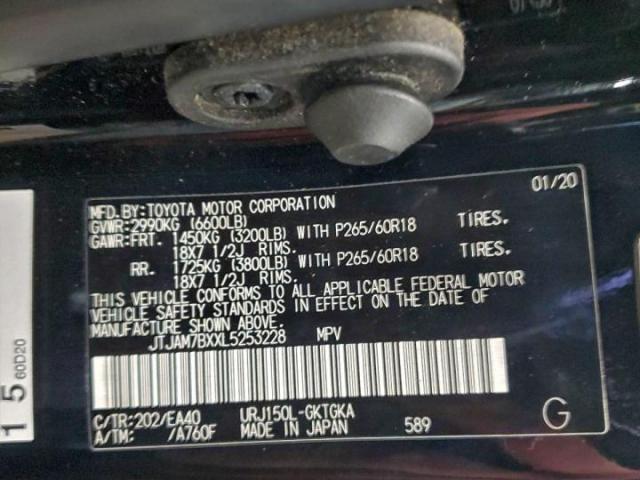 01/20
MFD.BY:TOYOTA MOTOR CORPORATION
GVWR:2990KG (6600LB)
GAWR:FRT. 1450KG (3200LB) WITH P265/60R18 TIRES.
18X7 1/2J RIMS.
RR. 1725KG (3800LB) WITH P265/60R18 TIRES.
18X7 1/2J RIMS.
THIS VEHICLE CONFORMS TO ALL APPLICABLE FEDERAL MOTOR
VEHICLE SAFETY STANDARDS IN EFFECT ON THE DATE OF
MANUFACTURE SHOWN ABOVE.
JTJAM7BXXL5253228 MPV
C/TR:202/EA40 URJ150L-GKTGKA
A/TM: /A760F MADE IN JAPAN 589 G
15 60D20